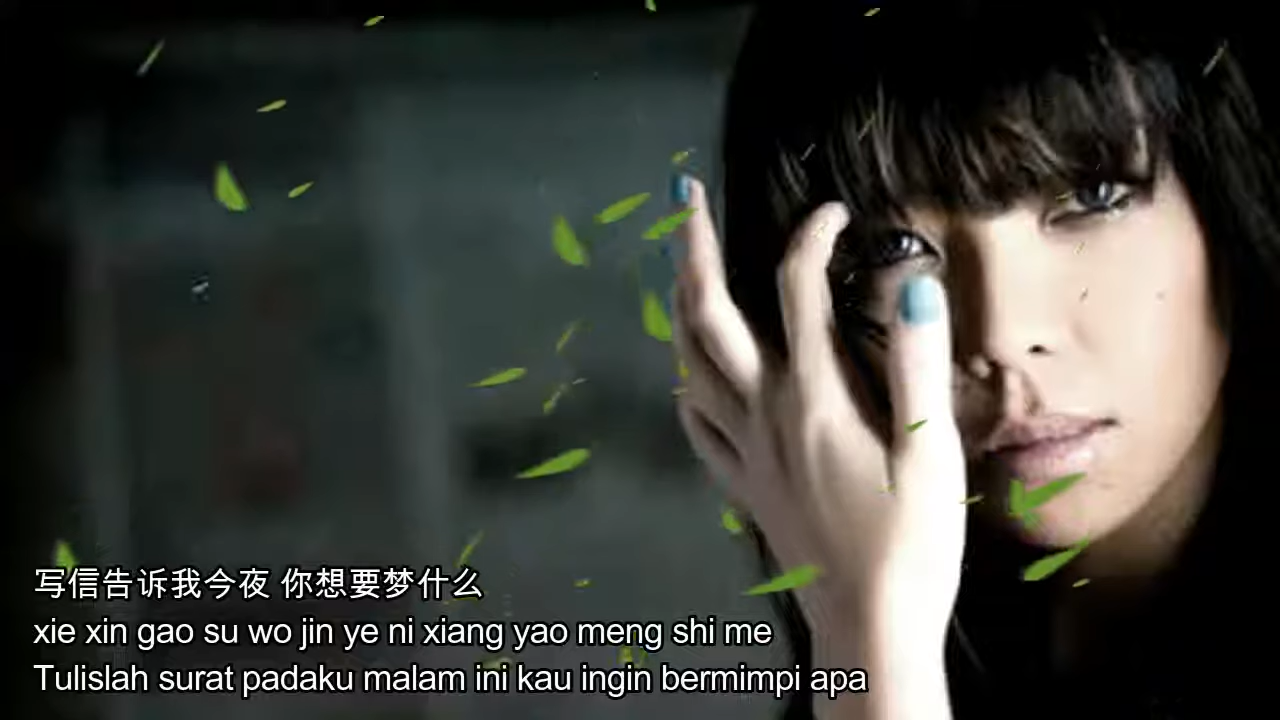 写信告诉我今夜 你想要梦什么
xie xin gao su wo jin ye ni xiang yao meng shi me
Tulislah surat padaku malam ini kau ingin bermimpi apa